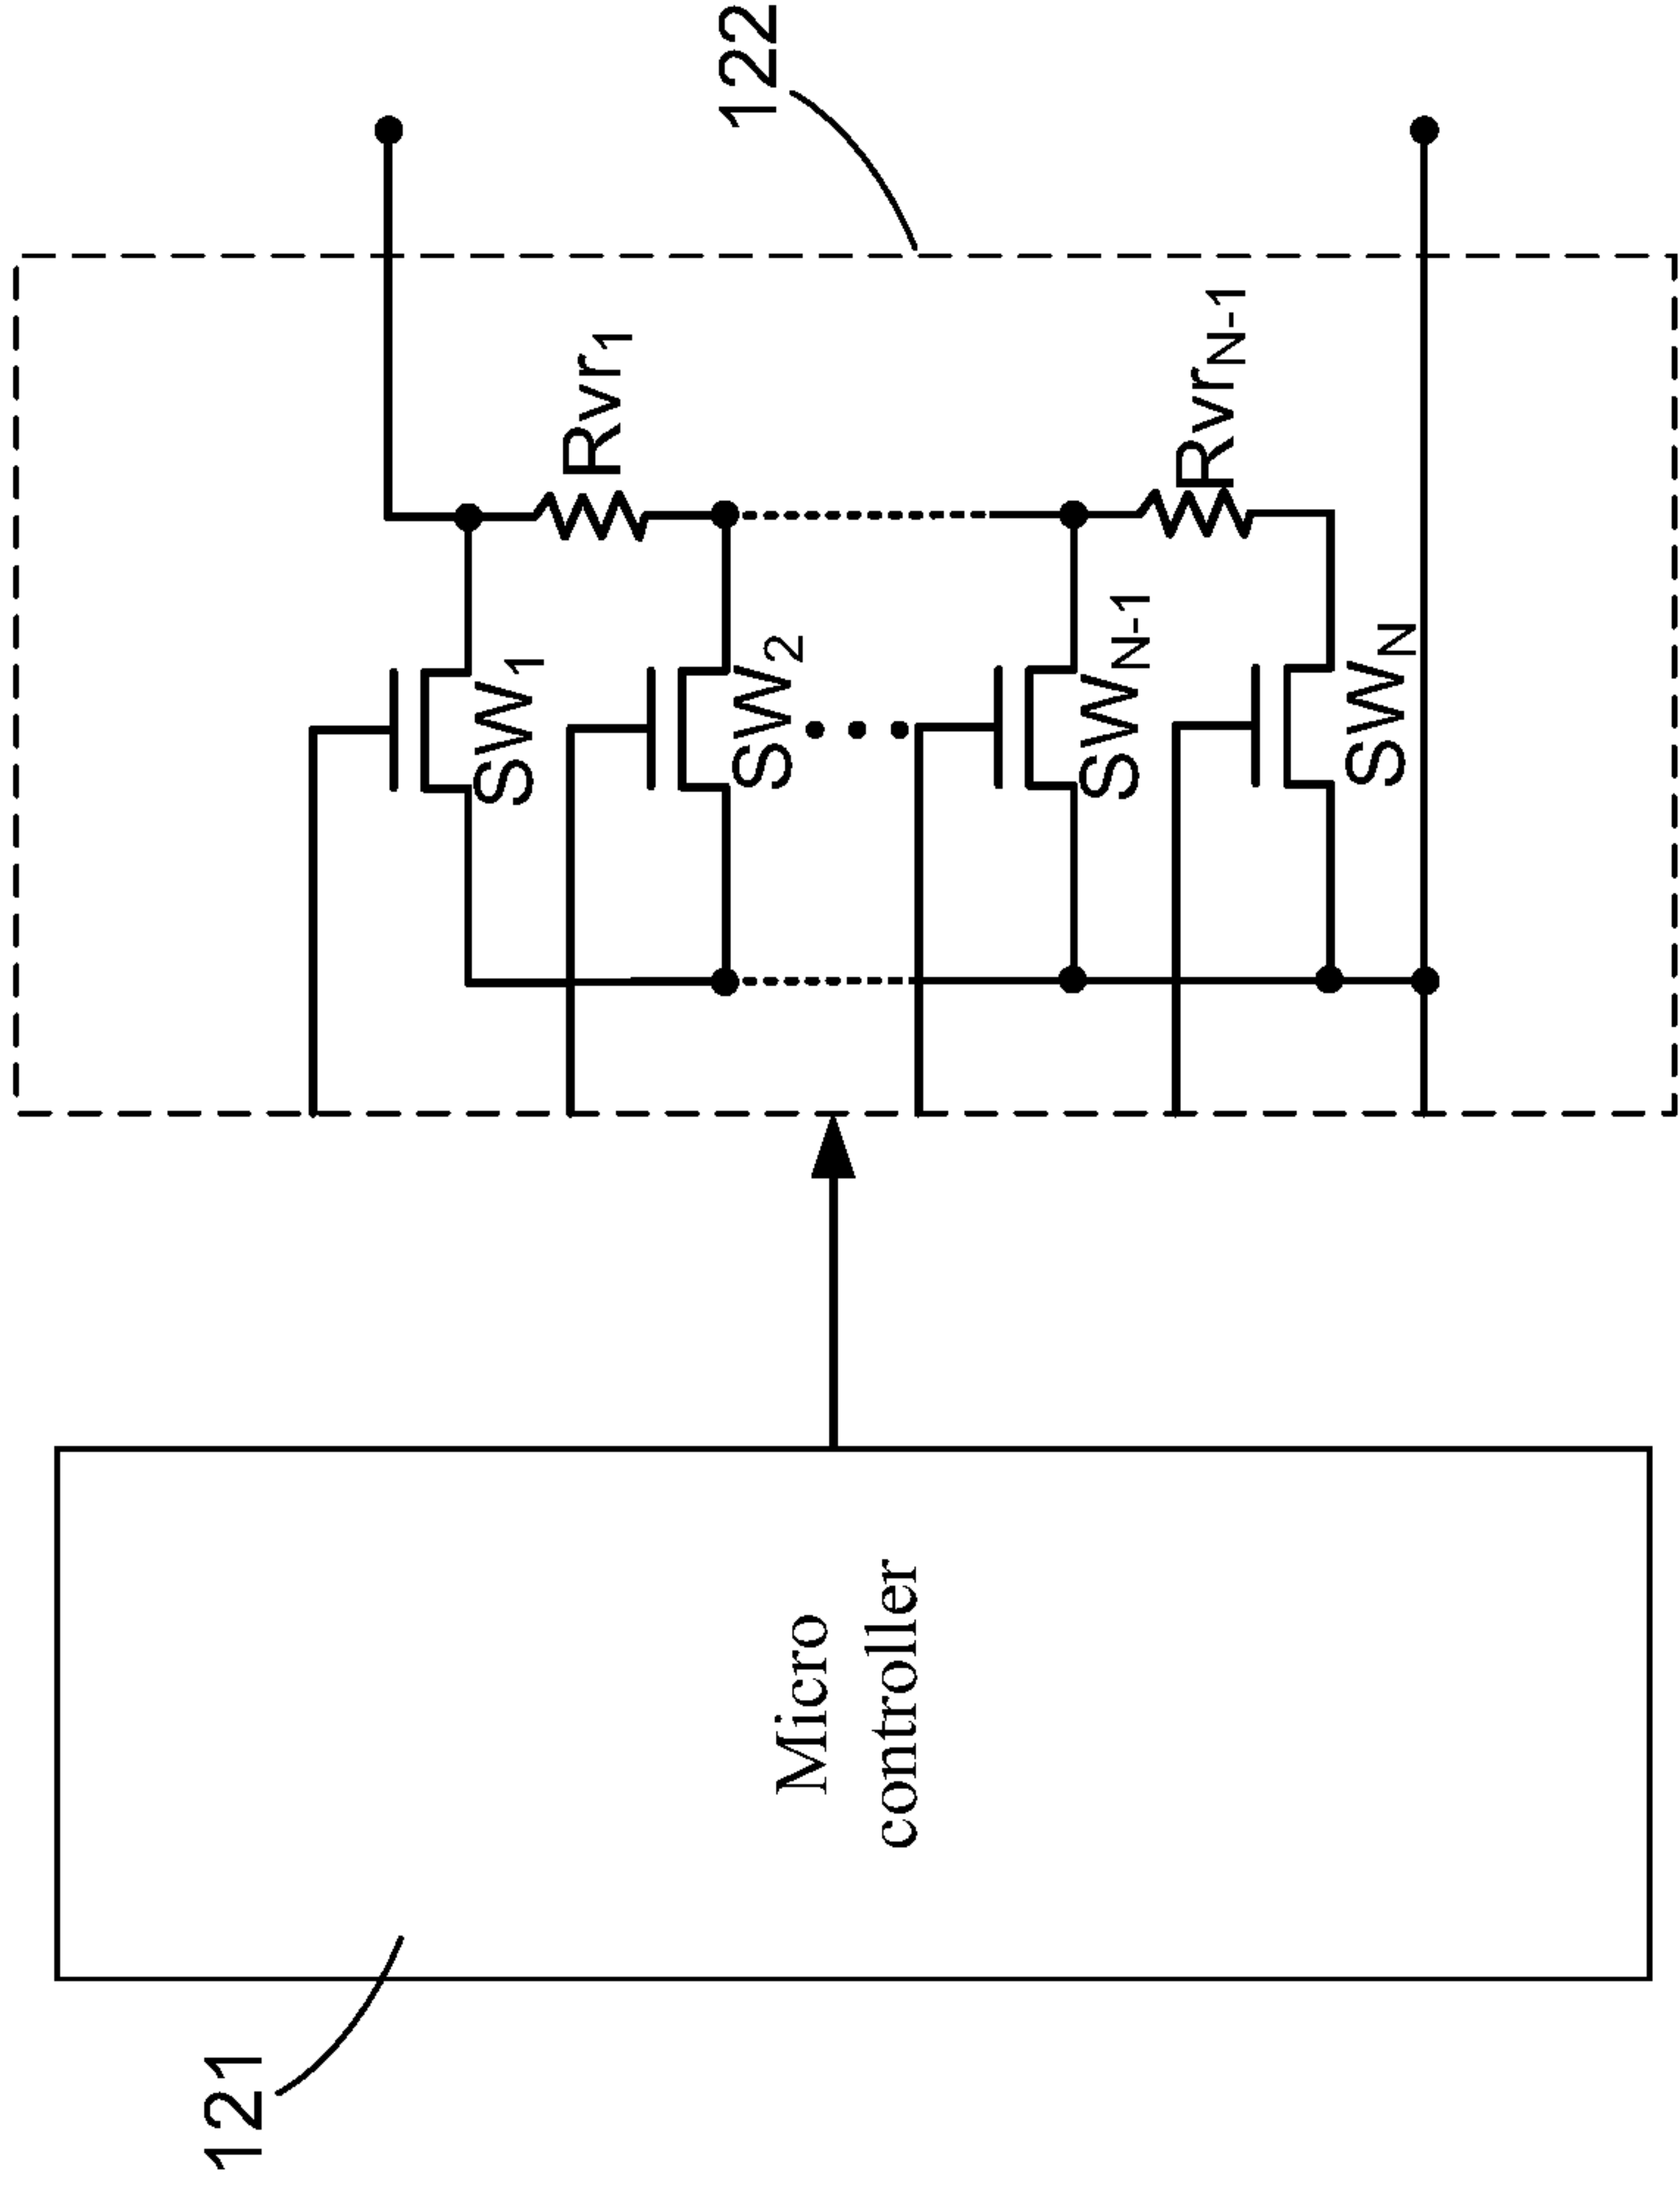 121
Micro
controller
122
SW1
Rvr1
SW2
SWN-1
RvrN-1
SWN